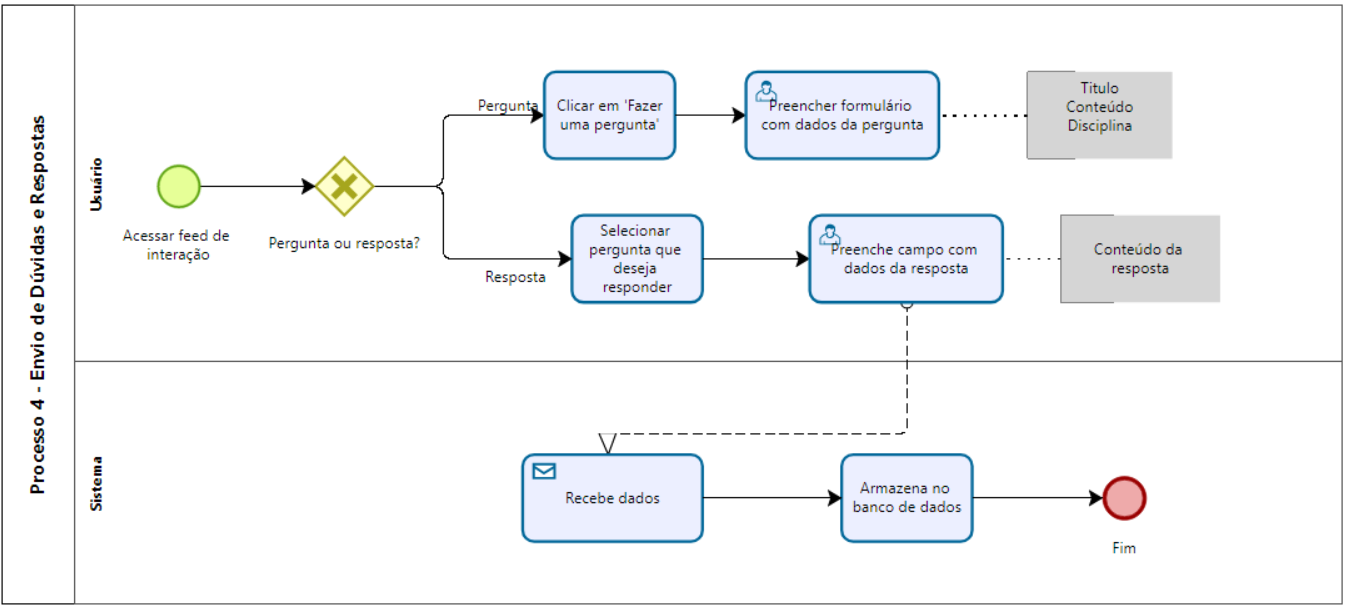 Processo 4 - Envio de Dúvidas e Respostas
Usuário
Acessar feed de
interação
Pergunta ou resposta?
Pergunta
Clicar em 'Fazer
uma pergunta'
Preencher formulário
com dados da pergunta
Titulo
Conteúdo
Disciplina
Resposta
Selecionar
pergunta que
deseja
responder
Preenche campo com
dados da resposta
Conteúdo da
resposta
Sistema
Recebe dados
Armazena no
banco de dados
Fim